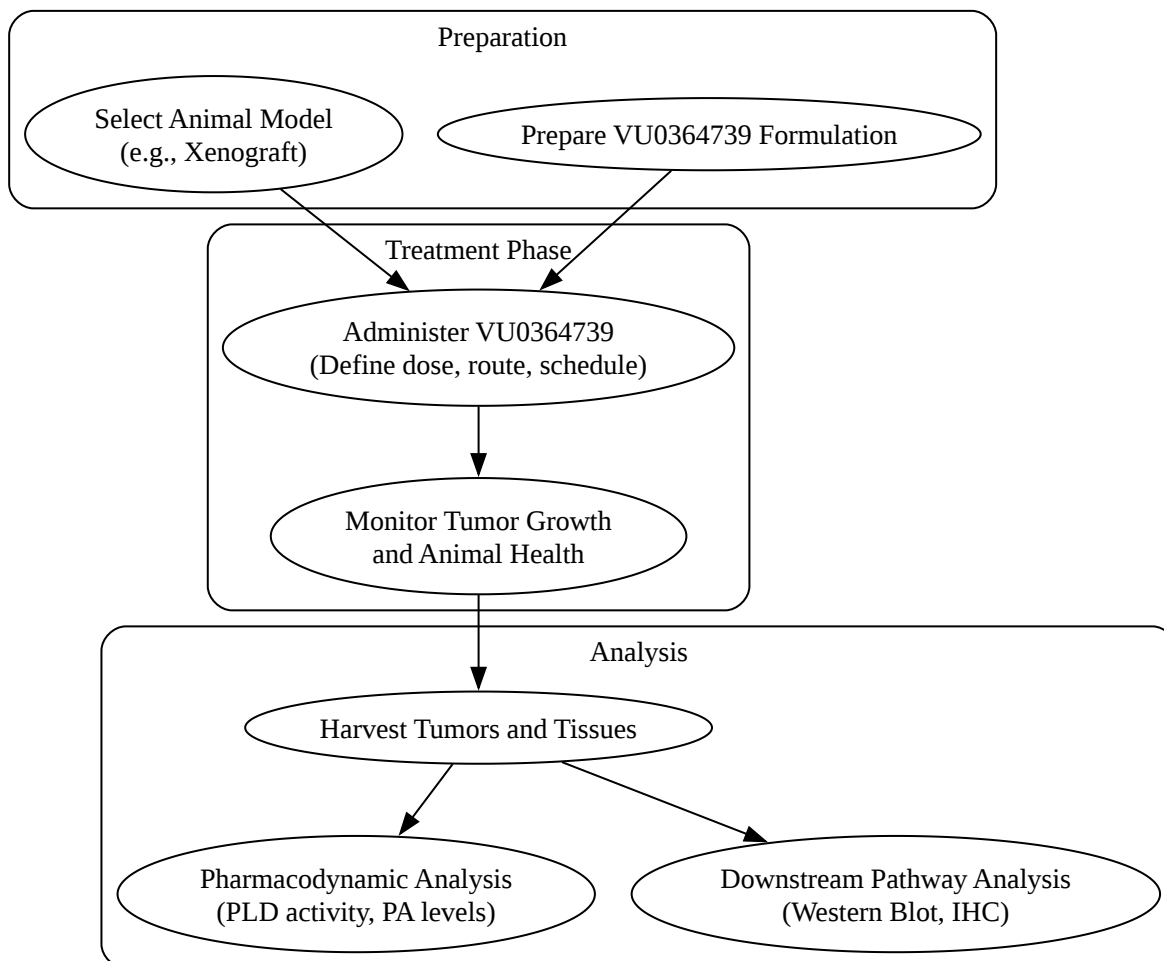 Preparation
Select Animal Model
(e.g., Xenograft)
Prepare VU0364739 Formulation
Treatment Phase
Administer VU0364739
(Define dose, route, schedule)
Monitor Tumor Growth
and Animal Health
Analysis
Harvest Tumors and Tissues
Pharmacodynamic Analysis
(PLD activity, PA levels)
Downstream Pathway Analysis
(Western Blot, IHC)